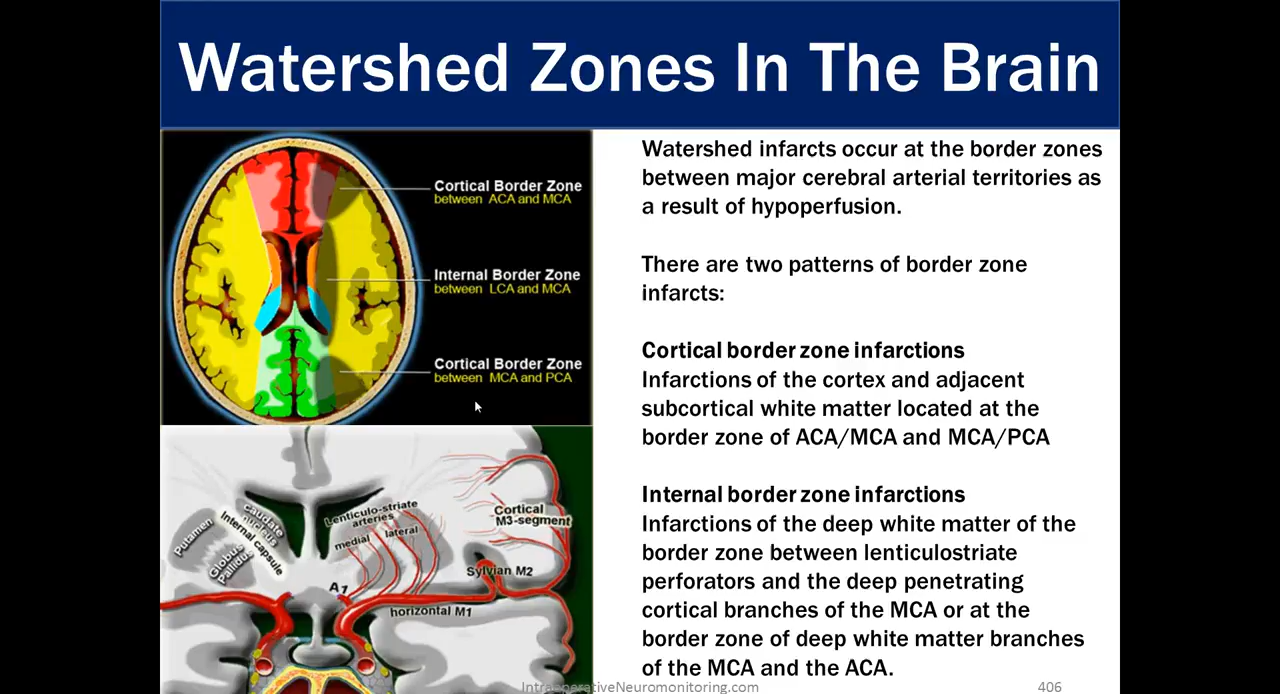 Watershed Zones In The Brain
Cortical Border Zone
between ACA and MCA
Internal Border Zone
between LCA and MCA
Cortical Border Zone
between MCA and PCA
Putamen
caudate
nucleus
Internal capsule
Globus
Pallidus
Lenticulo-striate
arteries
medial
lateral
Cortical
M3-segment
Sylvian M2
A1
horizontal M1
Watershed infarcts occur at the border zones
between major cerebral arterial territories as
a result of hypoperfusion.
There are two patterns of border zone
infarcts:
Cortical border zone infarctions
Infarctions of the cortex and adjacent
subcortical white matter located at the
border zone of ACA/MCA and MCA/PCA
Internal border zone infarctions
Infarctions of the deep white matter of the
border zone between lenticulostriate
perforators and the deep penetrating
cortical branches of the MCA or at the
border zone of deep white matter branches
of the MCA and the ACA.
IntraoperativeNeuromonitoring.com
406